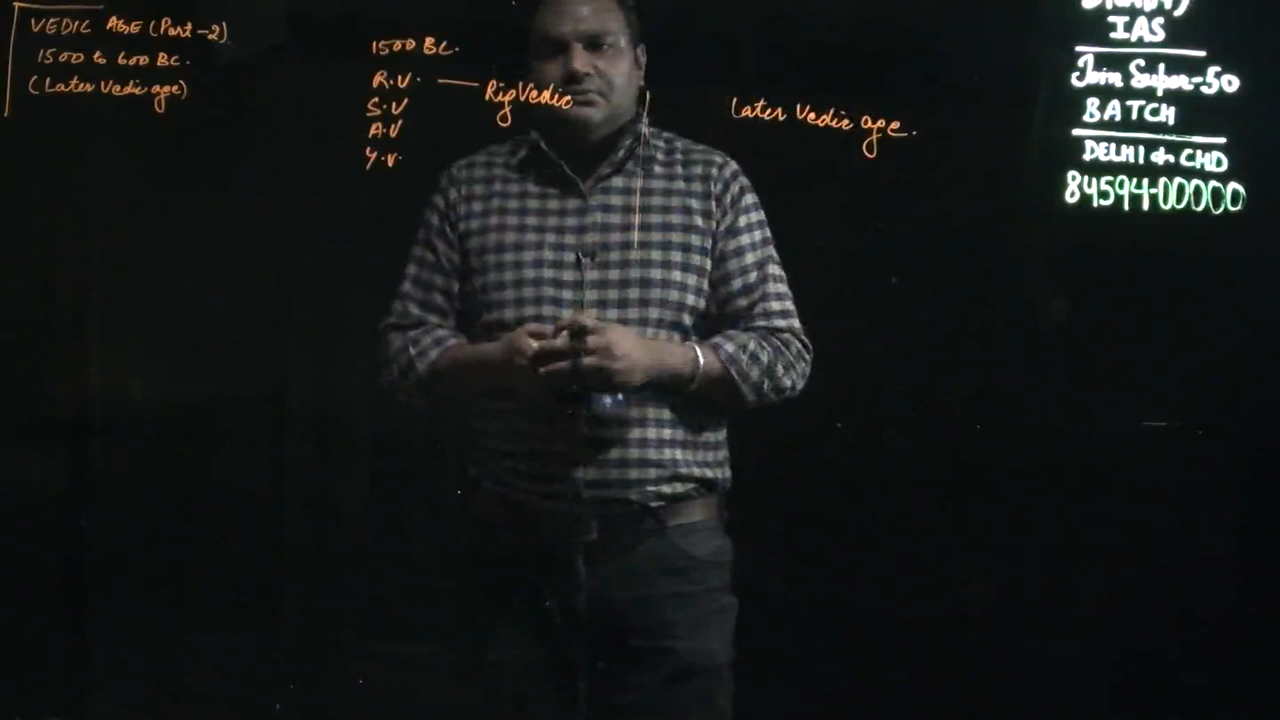 VEDIC AGE (Part-2)
1500 to 600 BC.
(Later Vedic age)
1500 BC.
R.V. — RigVedic
S.V
A.V
Y.V.
Later Vedic age.
IAS
Join Super-50
BATCH
DELHI & CHD
84594-00000